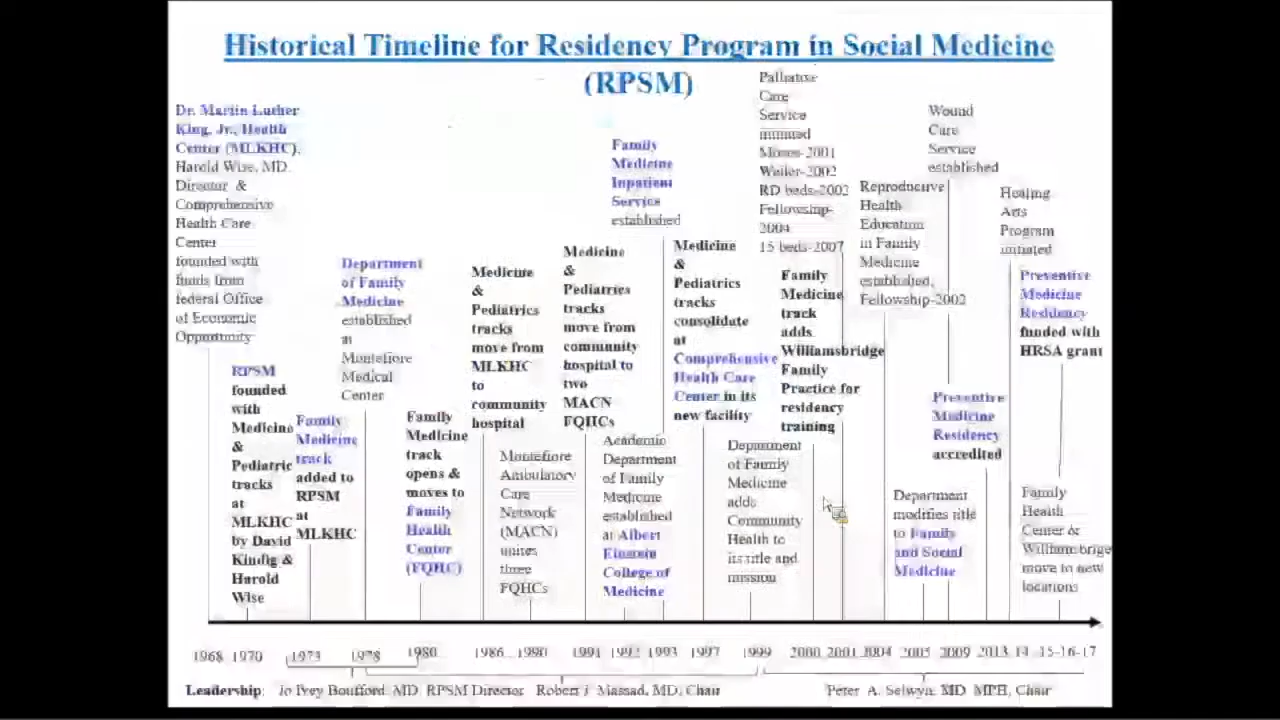 Historical Timeline for Residency Program in Social Medicine
(RPSM)
Dr. Martin Luther
King, Jr., Health
Center (MLKHC),
Harold Wise, MD
Director &
Comprehensive
Health Care
Center
founded with
funds from
federal Office
of Economic
Opportunity
RPSM
founded
with
Medicine
&
Pediatric
tracks
at
MLKHC
by David
Kindig &
Harold
Wise
Family
Medicine
track
added to
RPSM
at
MLKHC
Department
of Family
Medicine
established
at
Montefiore
Medical
Center
Family
Medicine
track
opens &
moves to
Family
Health
Center
(FQHC)
Medicine
&
Pediatrics
tracks
move from
MLKHC
to
community
hospital
Montefiore
Ambulatory
Care
Network
(MACN)
unites
three
FQHCs
Medicine
&
Pediatrics
tracks
move from
community
hospital to
two
MACN
FQHCs
Family
Medicine
Inpatient
Service
established
Academic
Department
of Family
Medicine
established
at Albert
Einstein
College of
Medicine
Medicine
&
Pediatrics
tracks
consolidate
at
Comprehensive
Health Care
Center in its
new facility
Department
of Family
Medicine
adds
Community
Health to
its title and
mission
Palliative
Care
Service
initiated
Moses-2001
Weiler-2002
RD beds-2002
Fellowship-
2004
15 beds-2007
Family
Medicine
track
adds
Williamsbridge
Family
Practice for
residency
training
Reproductive
Health
Education
in Family
Medicine
established,
Fellowship-2002
Department
modifies title
to Family
and Social
Medicine
Wound
Care
Service
established
Preventive
Medicine
Residency
accredited
Healing
Arts
Program
initiated
Preventive
Medicine
Residency
funded with
HRSA grant
Family
Health
Center &
Williamsbridge
move to new
locations
1968 1970 1973 1978 1980 1986 1990 1991 1992 1993 1997 1999 2000 2001 2004 2005 2009 2013 14 15-16-17
Leadership: Jo Ivey Boufford, MD, RPSM Director Robert J. Massad, MD, Chair Peter A. Selwyn, MD MPH, Chair